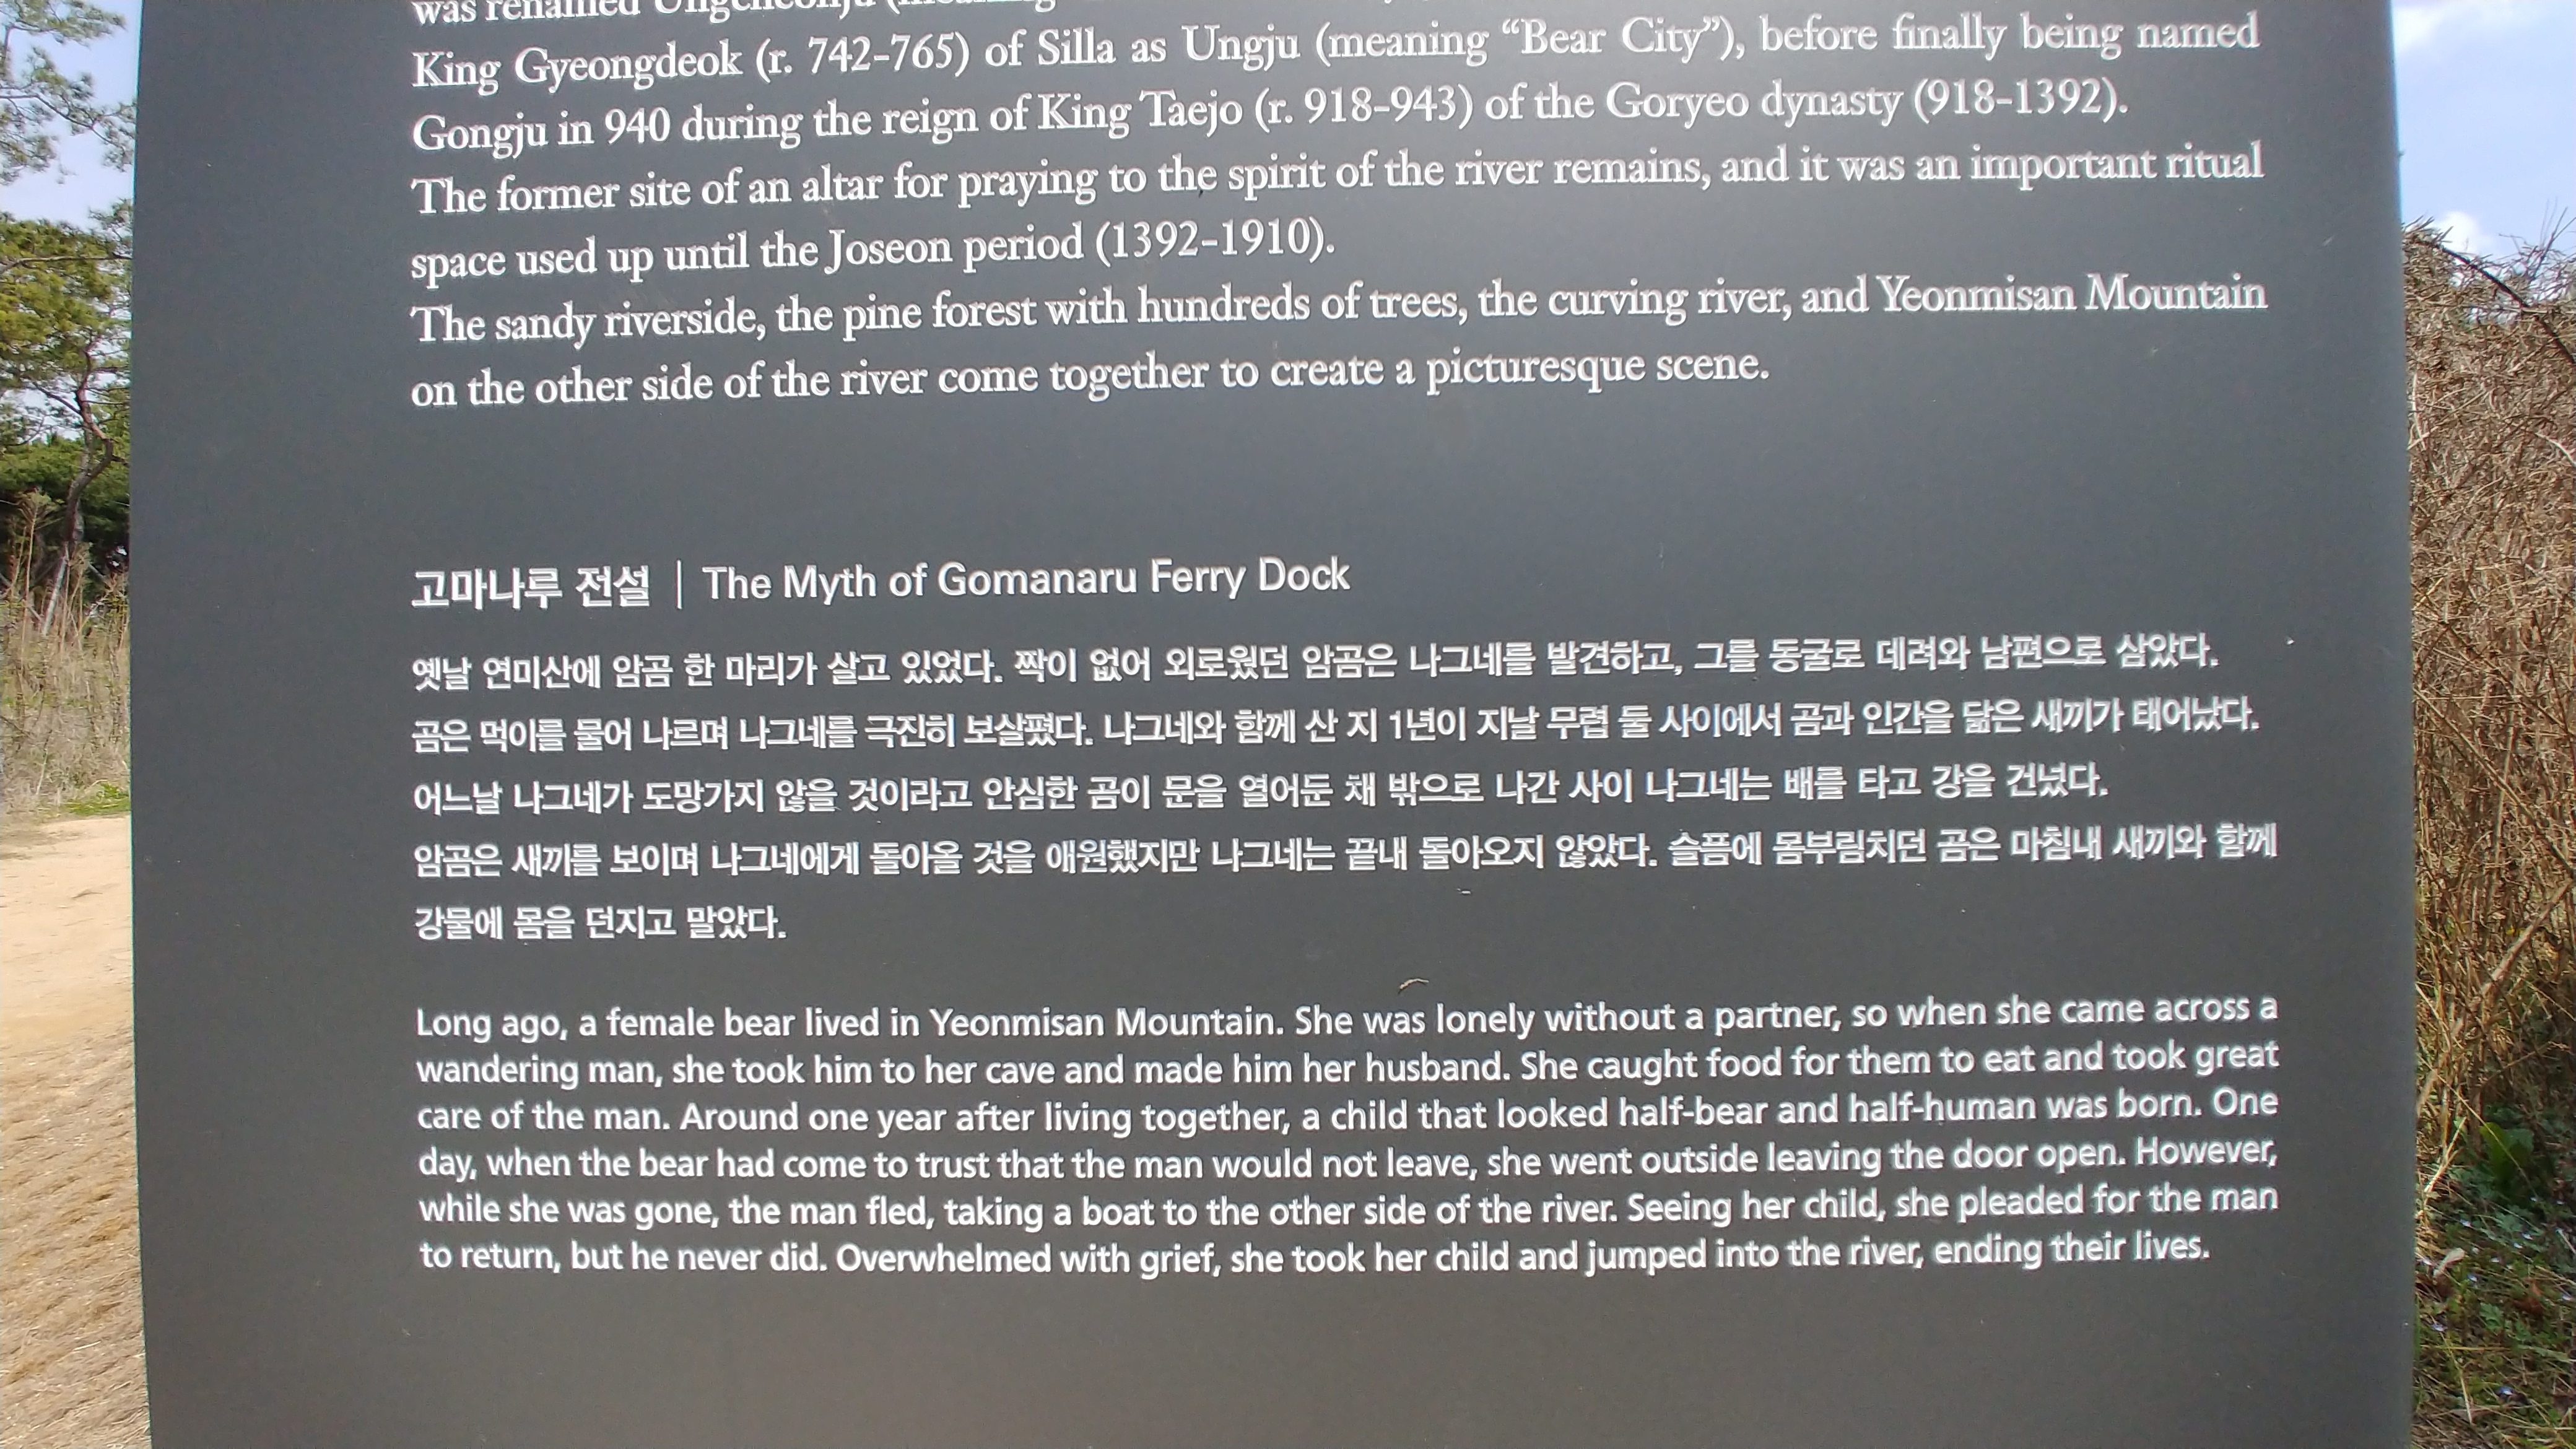 was renamed Ungcheonju (meaning
King Gyeongdeok (r. 742-765) of Silla as Ungju (meaning “Bear City”), before finally being named
Gongju in 940 during the reign of King Taejo (r. 918-943) of the Goryeo dynasty (918-1392).
The former site of an altar for praying to the spirit of the river remains, and it was an important ritual
space used up until the Joseon period (1392-1910).
The sandy riverside, the pine forest with hundreds of trees, the curving river, and Yeonmisan Mountain
on the other side of the river come together to create a picturesque scene.
고마나루 전설 | The Myth of Gomanaru Ferry Dock
옛날 연미산에 암곰 한 마리가 살고 있었다. 짝이 없어 외로웠던 암곰은 나그네를 발견하고, 그를 동굴로 데려와 남편으로 삼았다.
곰은 먹이를 물어 나르며 나그네를 극진히 보살폈다. 나그네와 함께 산 지 1년이 지날 무렵 둘 사이에서 곰과 인간을 닮은 새끼가 태어났다.
어느날 나그네가 도망가지 않을 것이라고 안심한 곰이 문을 열어둔 채 밖으로 나간 사이 나그네는 배를 타고 강을 건넜다.
암곰은 새끼를 보이며 나그네에게 돌아올 것을 애원했지만 나그네는 끝내 돌아오지 않았다. 슬픔에 몸부림치던 곰은 마침내 새끼와 함께
강물에 몸을 던지고 말았다.
Long ago, a female bear lived in Yeonmisan Mountain. She was lonely without a partner, so when she came across a
wandering man, she took him to her cave and made him her husband. She caught food for them to eat and took great
care of the man. Around one year after living together, a child that looked half-bear and half-human was born. One
day, when the bear had come to trust that the man would not leave, she went outside leaving the door open. However,
while she was gone, the man fled, taking a boat to the other side of the river. Seeing her child, she pleaded for the man
to return, but he never did. Overwhelmed with grief, she took her child and jumped into the river, ending their lives.